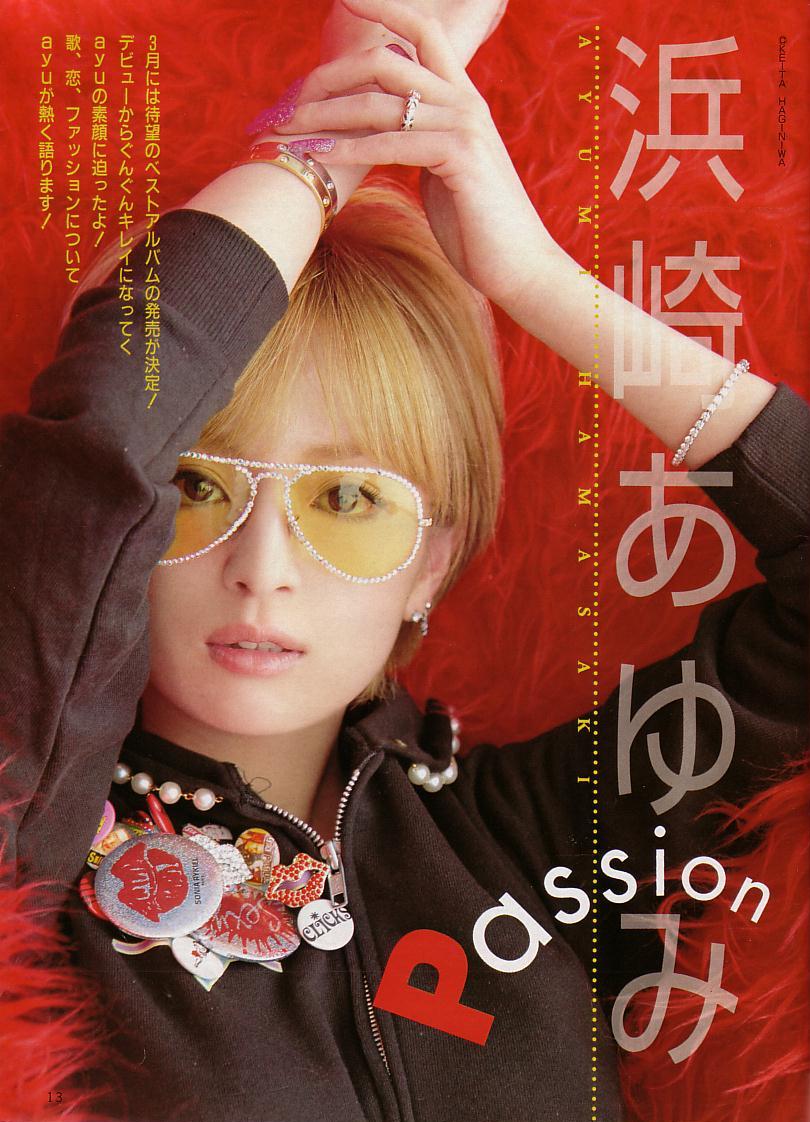 ©KEITA HAGINIWA
浜崎あゆみ
AYUMI HAMASAKI
Passion
3月には待望のベストアルバムの発売が決定!
デビューからぐんぐんキレイになってく
ayuの素顔に迫ったよ!
歌、恋、ファッションについて
ayuが熱く語ります!
SONIA RYKIEL
CLICKS
13